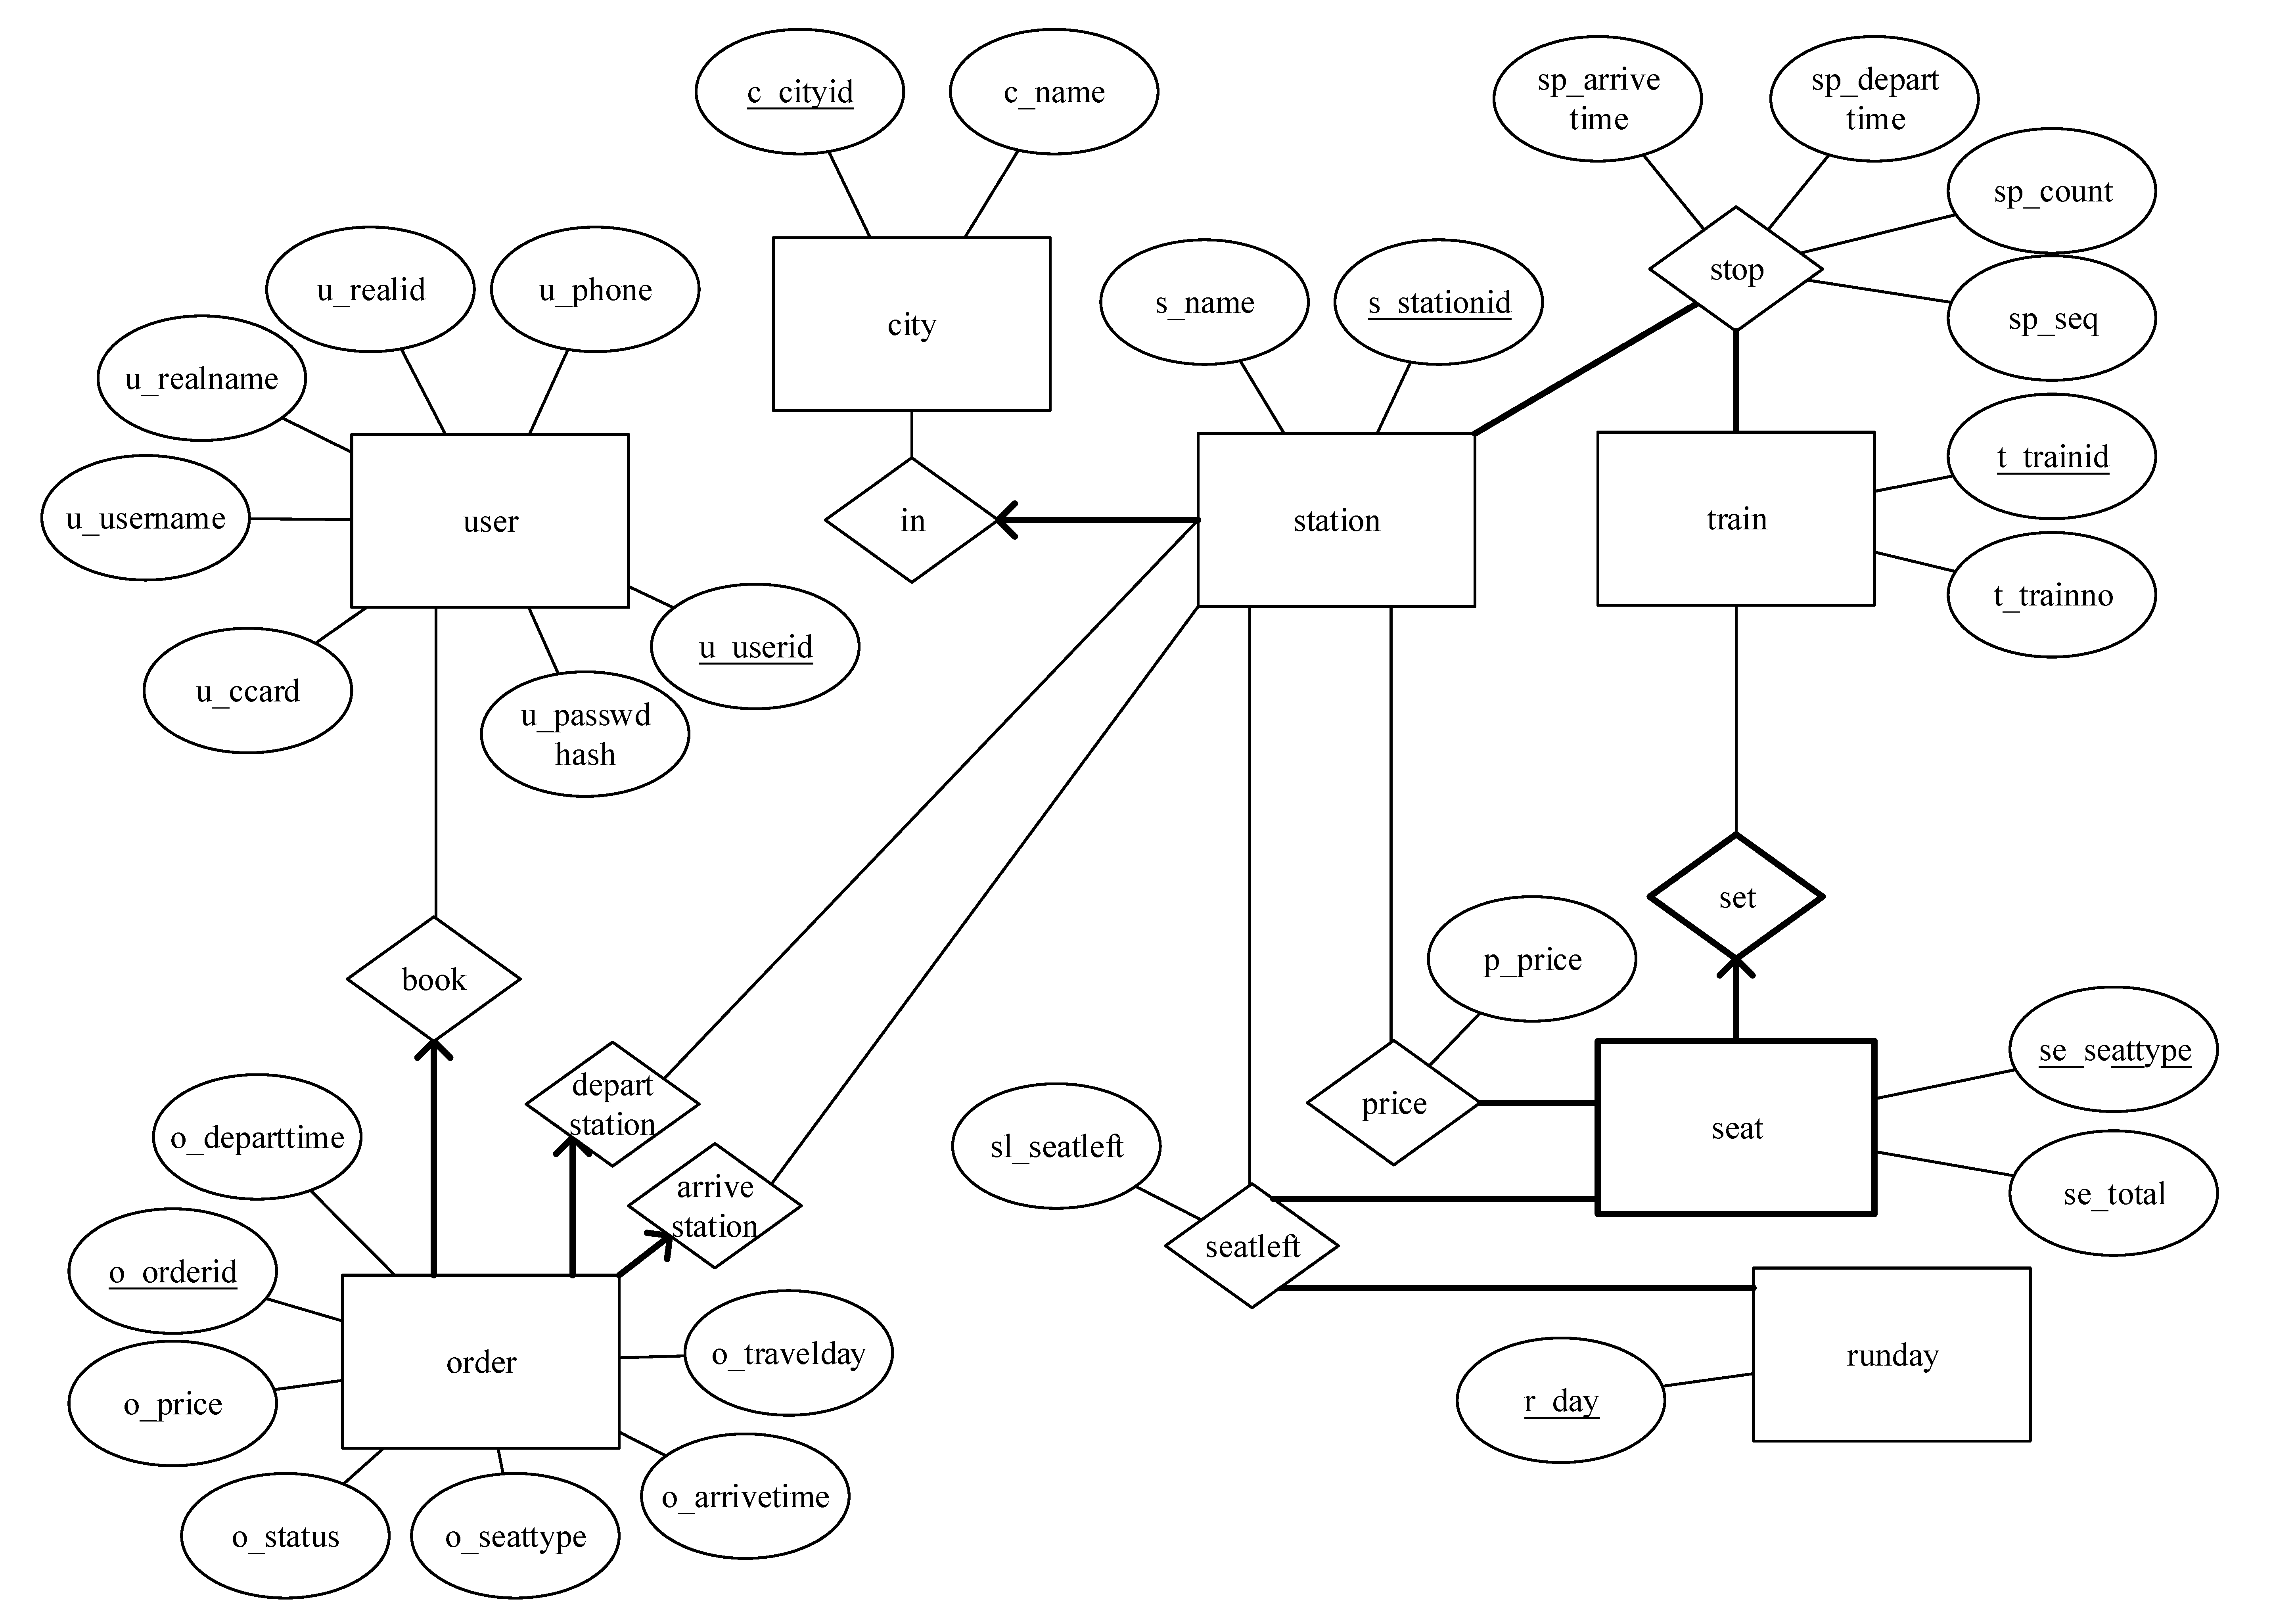 c_cityid
c_name
sp_arrive
time
sp_depart
time
sp_count
stop
sp_seq
u_realid
u_phone
city
s_name
s_stationid
u_realname
u_username
user
in
station
train
t_trainid
t_trainno
u_userid
u_ccard
u_passwd
hash
book
set
p_price
depart
station
price
seat
se_seattype
se_total
o_departtime
arrive
station
sl_seatleft
seatleft
o_orderid
order
o_travelday
runday
r_day
o_price
o_arrivetime
o_status
o_seattype